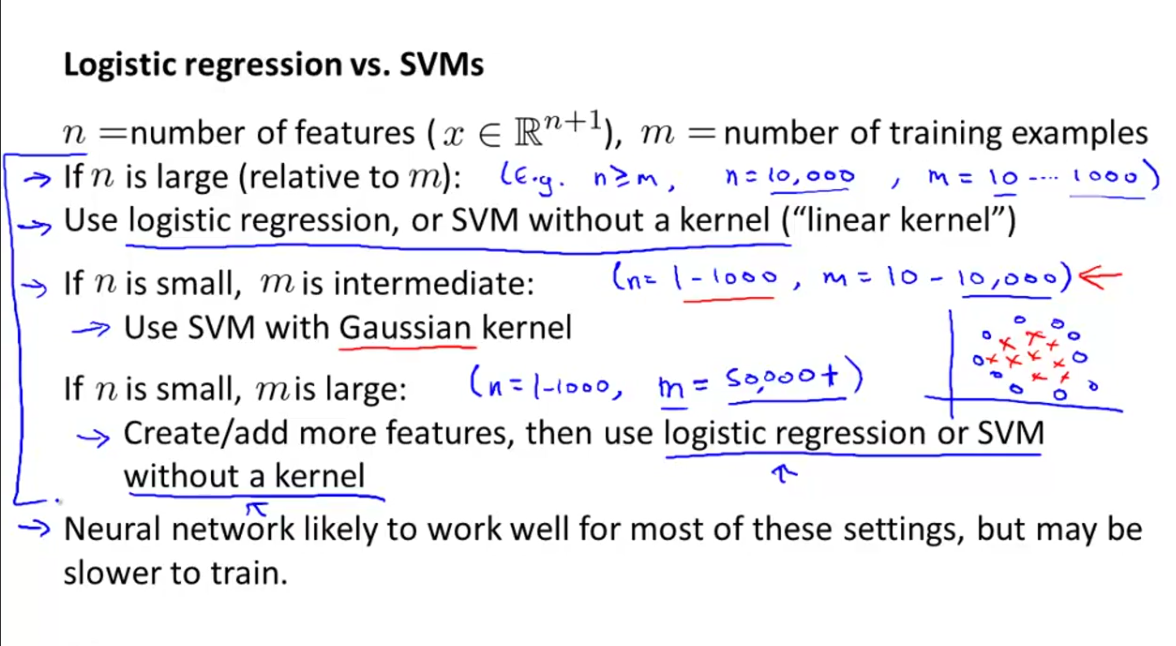 Logistic regression vs. SVMs
n =number of features ( x ∈ ℝⁿ⁺¹), m = number of training examples
→ If n is large (relative to m): (E.g. n≥m, n=10,000 , m = 10 .... 1000)
→ Use logistic regression, or SVM without a kernel (“linear kernel”)
→ If n is small, m is intermediate: (n= 1-1000, m = 10 - 10,000) ←
→ Use SVM with Gaussian kernel
If n is small, m is large: (n=1-1000, m = 50,000+)
→ Create/add more features, then use logistic regression or SVM
without a kernel
→ Neural network likely to work well for most of these settings, but may be
slower to train.